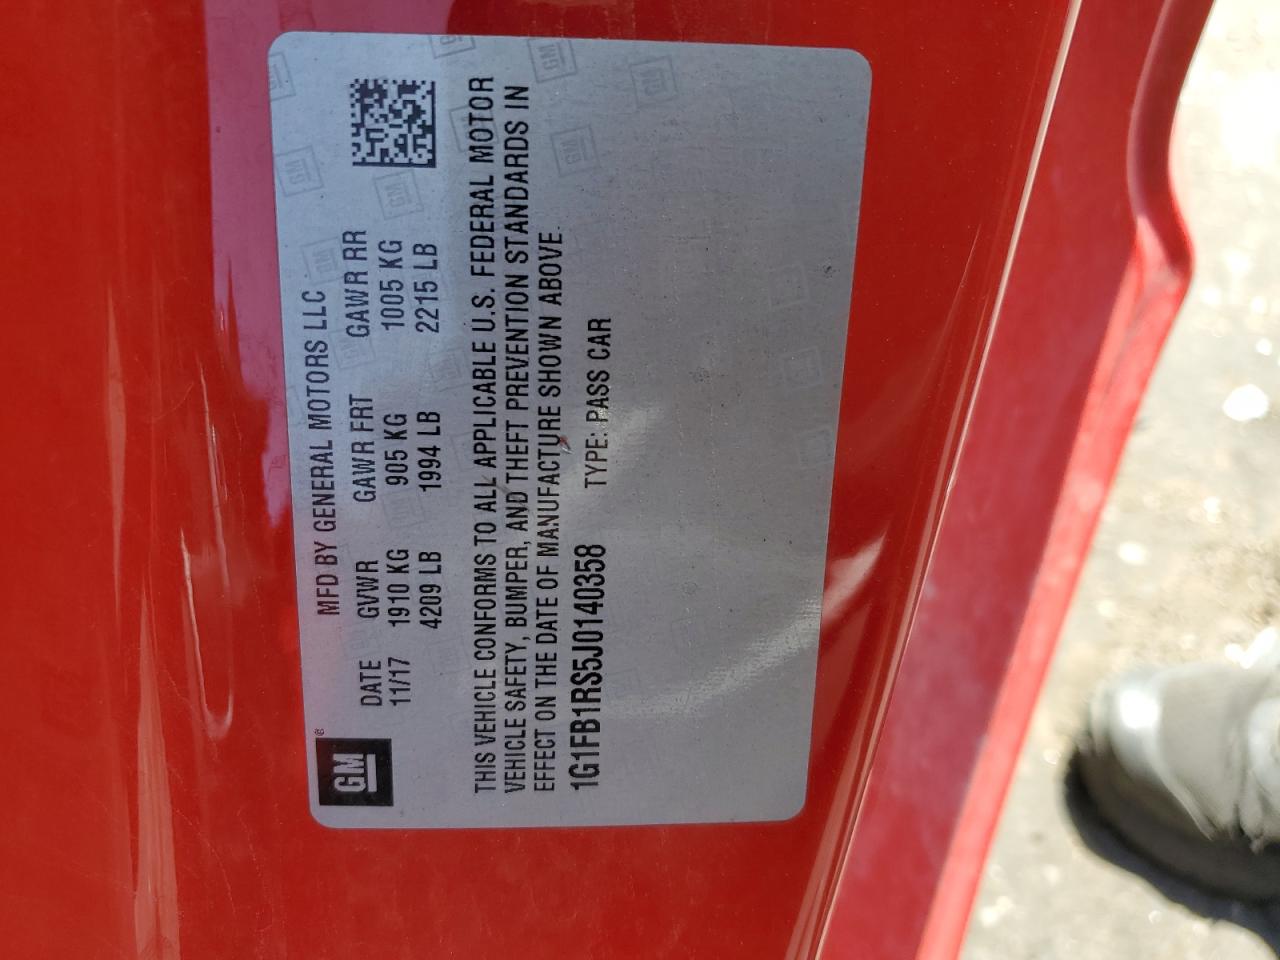 GM®
MFD BY GENERAL MOTORS LLC
DATE GVWR GAWR FRT GAWR RR
11/17 1910 KG 905 KG 1005 KG
4209 LB 1994 LB 2215 LB
THIS VEHICLE CONFORMS TO ALL APPLICABLE U.S. FEDERAL MOTOR
VEHICLE SAFETY, BUMPER, AND THEFT PREVENTION STANDARDS IN
EFFECT ON THE DATE OF MANUFACTURE SHOWN ABOVE.
1G1FB1RS5J0140358 TYPE: PASS CAR